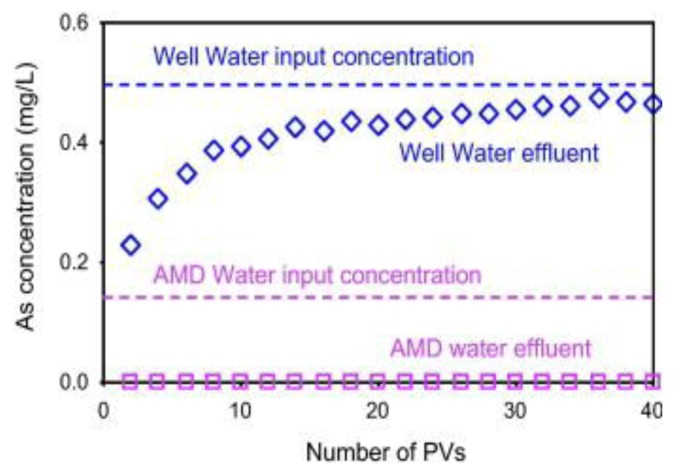 0.6
Well Water input concentration
0.4
Well Water effluent
As concentration (mg/L)
0.2
AMD Water input concentration
AMD water effluent
0.0
0 10 20 30 40
Number of PVs